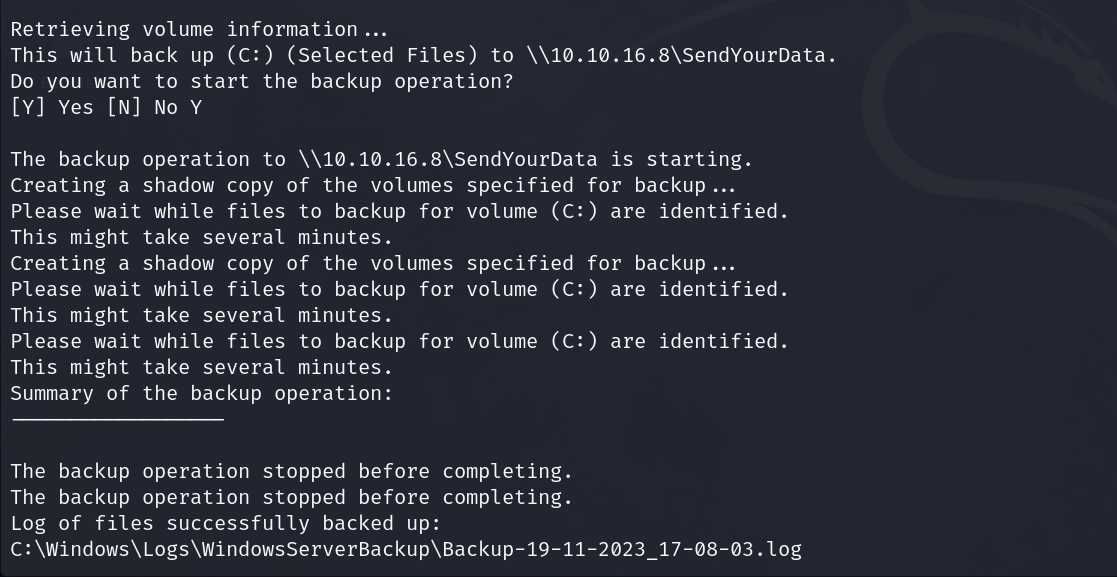 Retrieving volume information...
This will back up (C:) (Selected Files) to \\10.10.16.8\SendYourData.
Do you want to start the backup operation?
[Y] Yes [N] No Y
The backup operation to \\10.10.16.8\SendYourData is starting.
Creating a shadow copy of the volumes specified for backup...
Please wait while files to backup for volume (C:) are identified.
This might take several minutes.
Creating a shadow copy of the volumes specified for backup...
Please wait while files to backup for volume (C:) are identified.
This might take several minutes.
Please wait while files to backup for volume (C:) are identified.
This might take several minutes.
Summary of the backup operation:
------------------
The backup operation stopped before completing.
The backup operation stopped before completing.
Log of files successfully backed up:
C:\Windows\Logs\WindowsServerBackup\Backup-19-11-2023_17-08-03.log